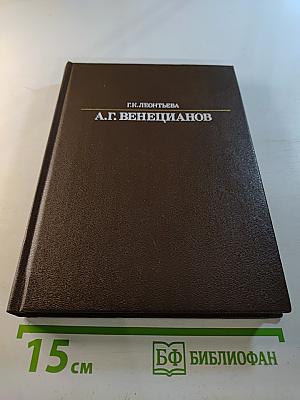 Г.К. ЛЕОНТЬЕВА
А.Г. ВЕНЕЦИАНОВ
15 см
БФ БИБЛИОФАН